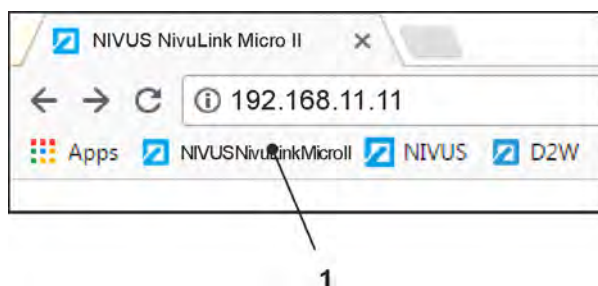 NIVUS NivuLink Micro II
192.168.11.11
Apps NIVUSNivuLinkMicroII NIVUS D2W
1